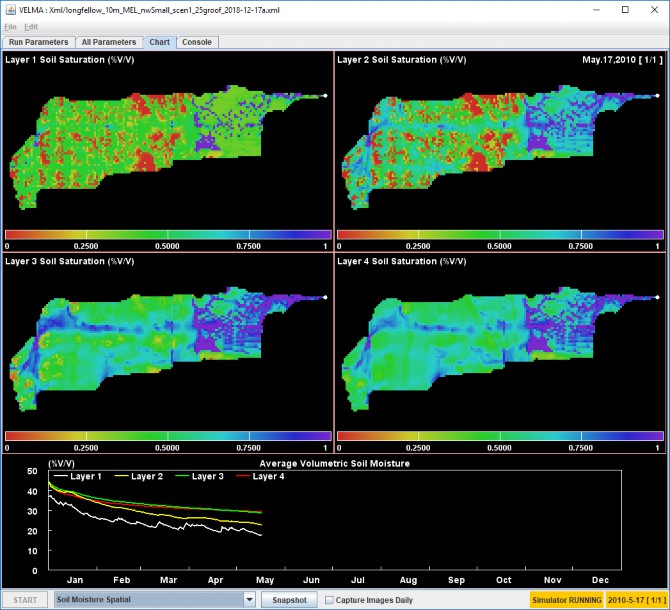 VELMA : Xml/longfellow_10m_MEL_nwSmall_scen1_25groof_2018-12-17a.xml
File Edit
Run Parameters All Parameters Chart Console
Layer 1 Soil Saturation (%V/V)
Layer 2 Soil Saturation (%V/V) May.17,2010 [ 1/1 ]
0 0.2500 0.5000 0.7500 1
0 0.2500 0.5000 0.7500 1
Layer 3 Soil Saturation (%V/V)
Layer 4 Soil Saturation (%V/V)
0 0.2500 0.5000 0.7500 1
0 0.2500 0.5000 0.7500 1
(%V/V) Average Volumetric Soil Moisture
Layer 1 Layer 2 Layer 3 Layer 4
50
40
30
20
10
0
Jan Feb Mar Apr May Jun Jul Aug Sep Oct Nov Dec
START Soil Moisture Spatial Snapshot Capture Images Daily Simulator RUNNING 2010-5-17 [ 1/1 ]